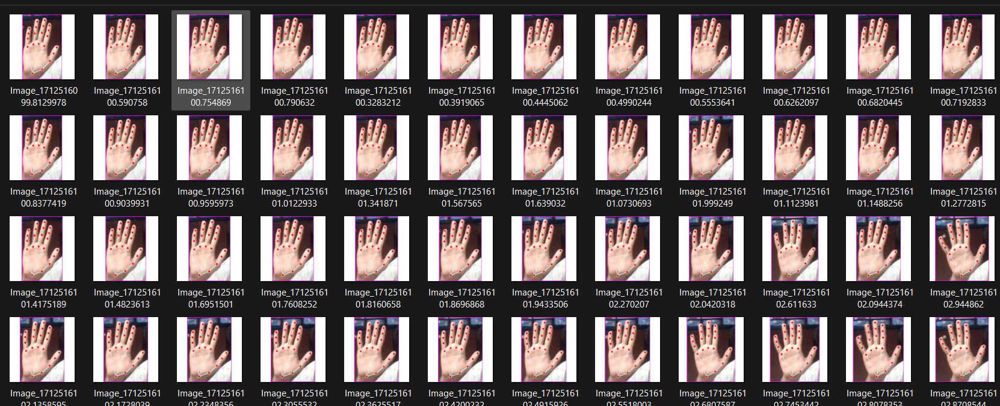 Image_17125160
99.8129978
Image_17125161
00.590758
Image_17125161
00.754869
Image_17125161
00.790632
Image_17125161
00.3283212
Image_17125161
00.3919065
Image_17125161
00.4445062
Image_17125161
00.4990244
Image_17125161
00.5553641
Image_17125161
00.6262097
Image_17125161
00.6820445
Image_17125161
00.7192833
Image_17125161
00.8377419
Image_17125161
00.9039931
Image_17125161
00.9595973
Image_17125161
01.0122933
Image_17125161
01.341871
Image_17125161
01.567565
Image_17125161
01.639032
Image_17125161
01.0730693
Image_17125161
01.999249
Image_17125161
01.1123981
Image_17125161
01.1488256
Image_17125161
01.2772815
Image_17125161
01.4175189
Image_17125161
01.4823613
Image_17125161
01.6951501
Image_17125161
01.7608252
Image_17125161
01.8160658
Image_17125161
01.8696868
Image_17125161
01.9433506
Image_17125161
02.270207
Image_17125161
02.0420318
Image_17125161
02.611633
Image_17125161
02.0944374
Image_17125161
02.944862
Image_17125161
02.1358595
Image_17125161
02.1728039
Image_17125161
02.2348356
Image_17125161
02.3055532
Image_17125161
02.3625517
Image_17125161
02.4200232
Image_17125161
02.4915926
Image_17125161
02.5518003
Image_17125161
02.6807587
Image_17125161
02.7453442
Image_17125161
02.8078353
Image_17125161
02.8708544